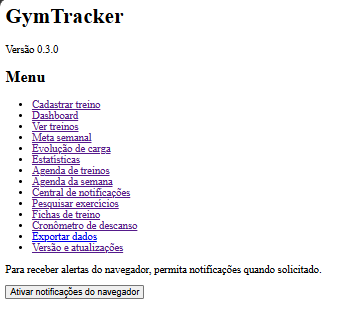 GymTracker
Versão 0.3.0
Menu
Cadastrar treino
Dashboard
Ver treinos
Meta semanal
Evolução de carga
Estatísticas
Agenda de treinos
Agenda da semana
Central de notificações
Pesquisar exercícios
Fichas de treino
Cronômetro de descanso
Exportar dados
Versão e atualizações
Para receber alertas do navegador, permita notificações quando solicitado.
Ativar notificações do navegador